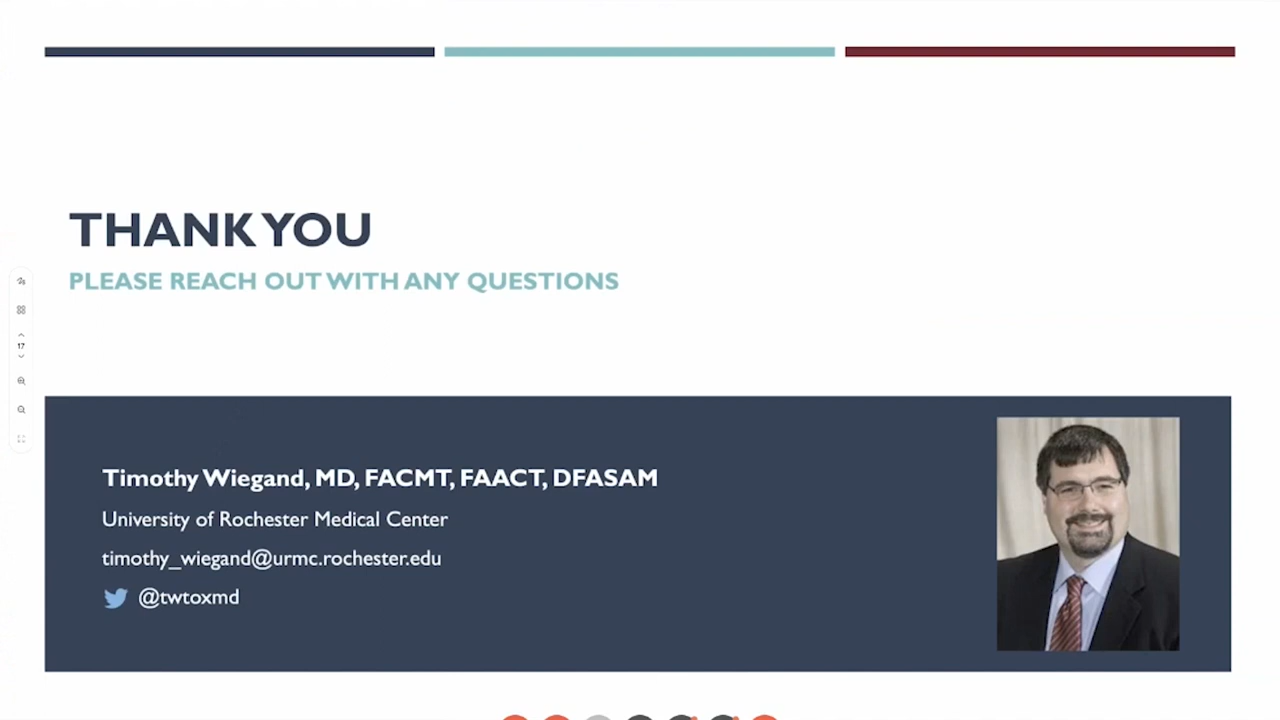 THANK YOU
PLEASE REACH OUT WITH ANY QUESTIONS
17
Timothy Wiegand, MD, FACMT, FAACT, DFASAM
University of Rochester Medical Center
timothy_wiegand@urmc.rochester.edu
@twtoxmd